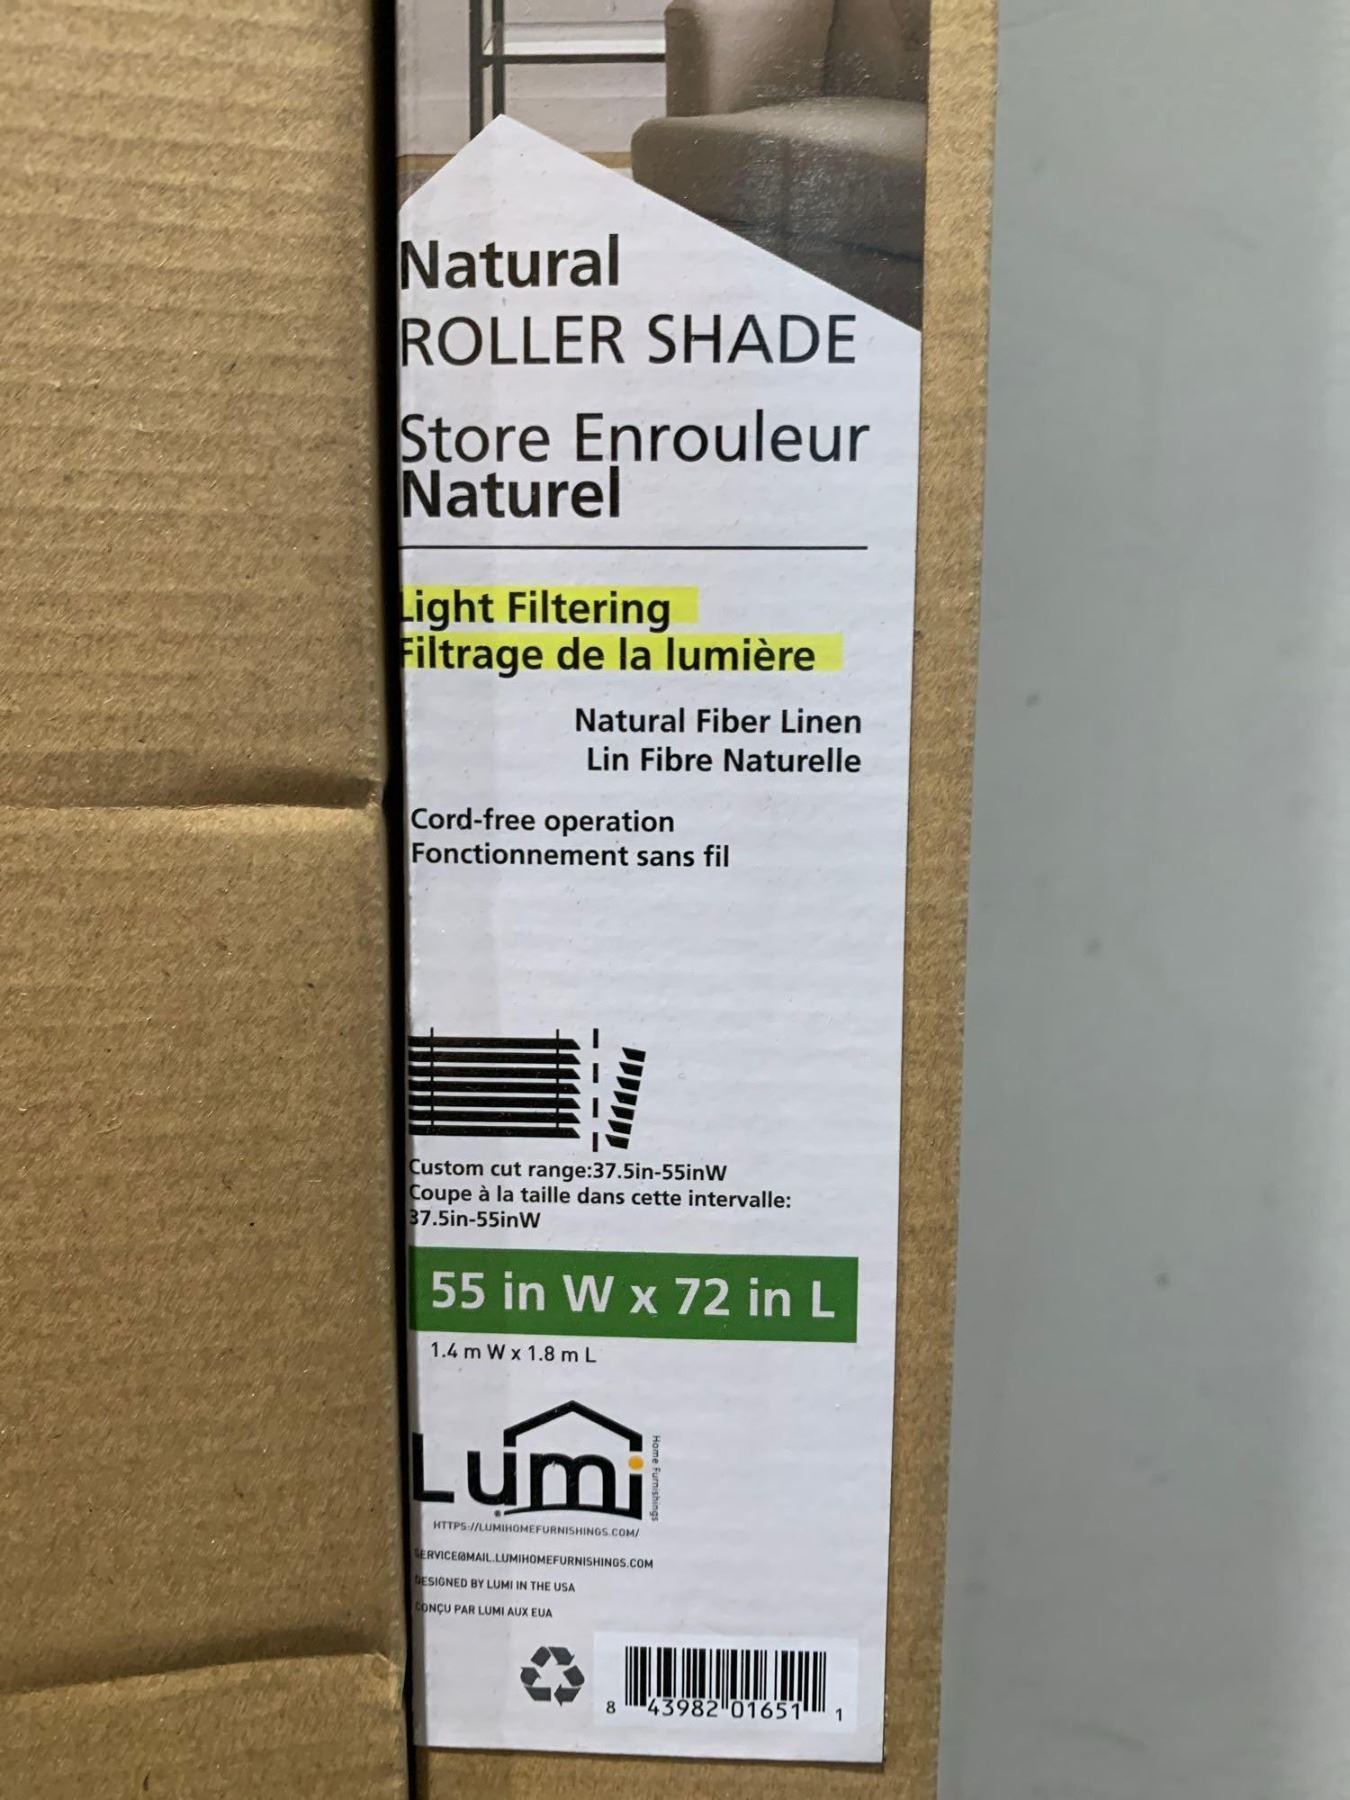 Natural
ROLLER SHADE
Store Enrouleur
Naturel
Light Filtering
Filtrage de la lumière
Natural Fiber Linen
Lin Fibre Naturelle
Cord-free operation
Fonctionnement sans fil
Custom cut range:37.5in-55inW
Coupe à la taille dans cette intervalle:
37.5in-55inW
55 in W x 72 in L
1.4 m W x 1.8 m L
Lumi
Home Furnishings
HTTPS://LUMIHOMEFURNISHINGS.COM/
SERVICE@MAIL.LUMIHOMEFURNISHINGS.COM
DESIGNED BY LUMI IN THE USA
CONÇU PAR LUMI AUX EUA
8 43982 01651 1